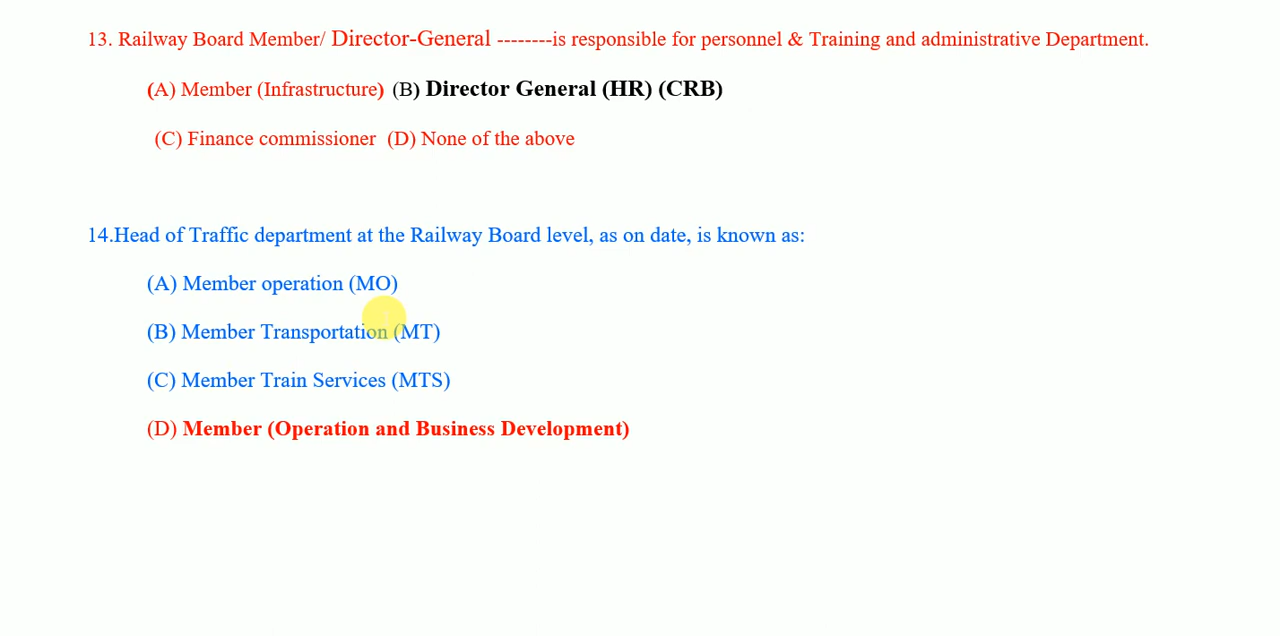 13. Railway Board Member/ Director-General --------is responsible for personnel & Training and administrative Department.
(A) Member (Infrastructure) (B) Director General (HR) (CRB)
(C) Finance commissioner (D) None of the above
14.Head of Traffic department at the Railway Board level, as on date, is known as:
(A) Member operation (MO)
(B) Member Transportation (MT)
(C) Member Train Services (MTS)
(D) Member (Operation and Business Development)